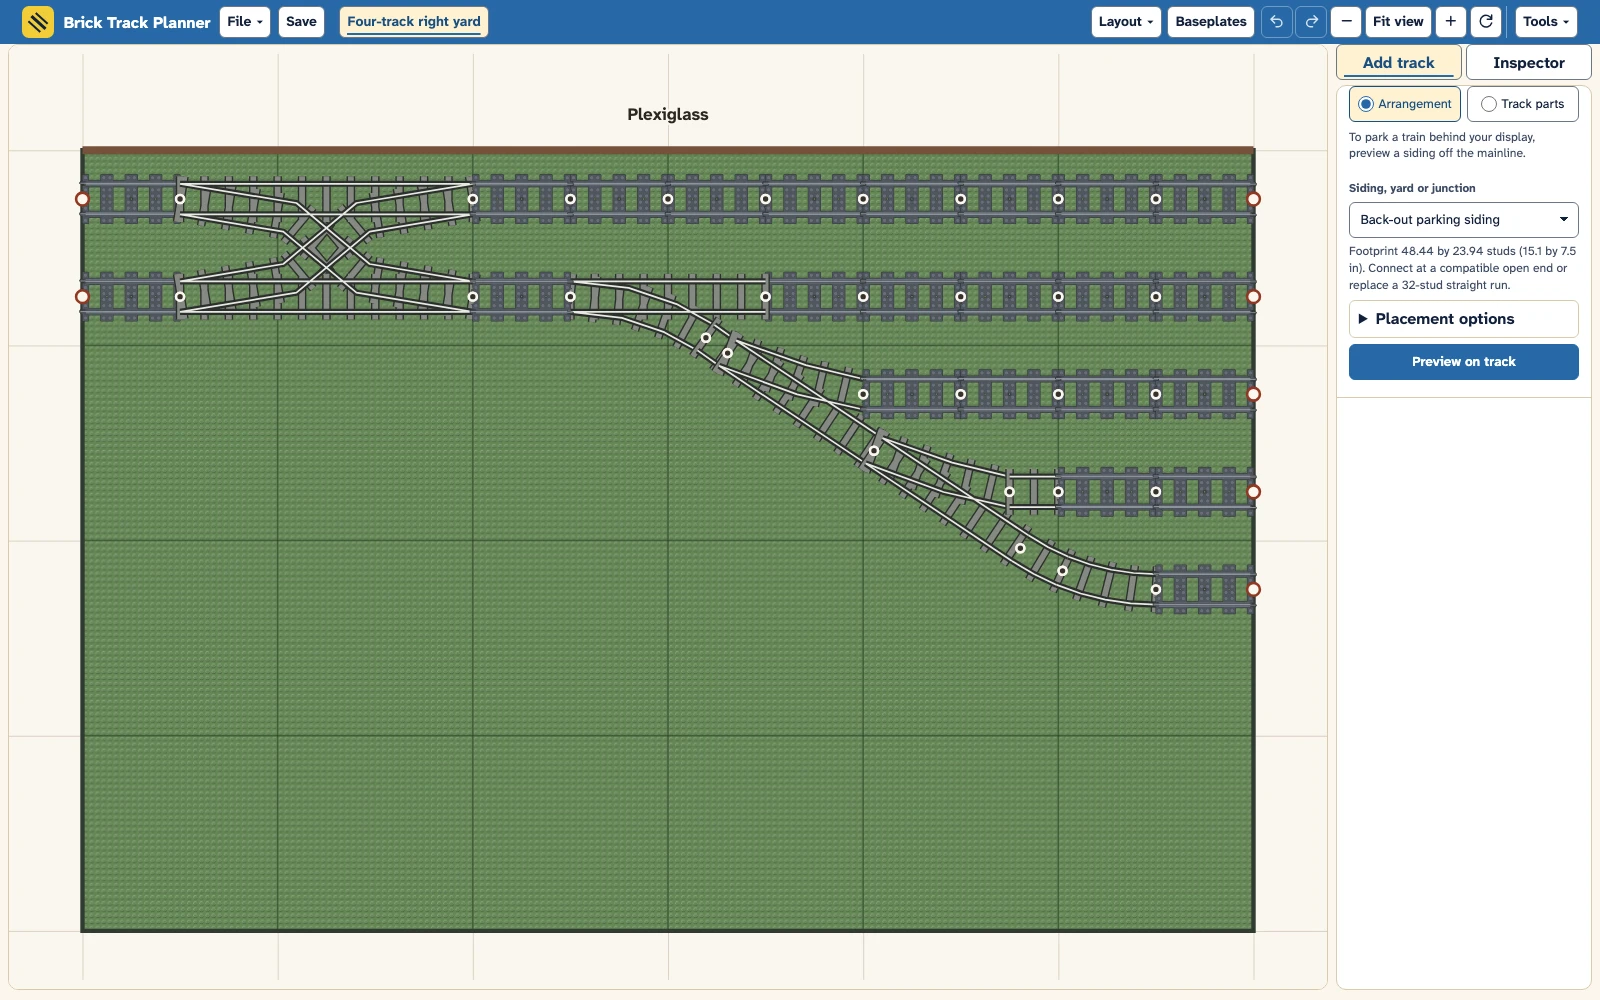 Brick Track Planner
File
Save
Four-track right yard
Layout
Baseplates
Fit view
Tools
Add track
Inspector
Arrangement
Track parts
To park a train behind your display,
preview a siding off the mainline.
Siding, yard or junction
Back-out parking siding
Footprint 48.44 by 23.94 studs (15.1 by 7.5
in). Connect at a compatible open end or
replace a 32-stud straight run.
Placement options
Preview on track
Plexiglass